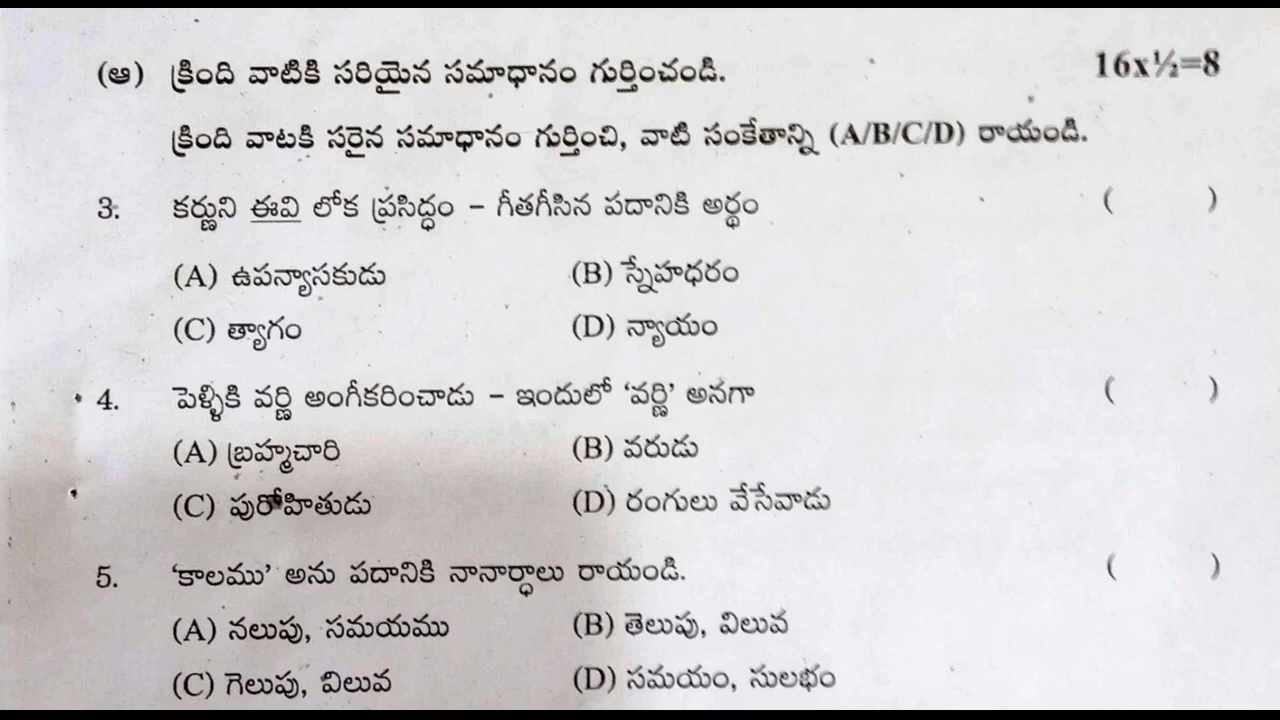 (ఆ) క్రింది వాటికి సరియైన సమాధానం గుర్తించండి. 16x½=8
క్రింది వాటకి సరైన సమాధానం గుర్తించి, వాటి సంకేతాన్ని (A/B/C/D) రాయండి.
3. కర్ణుని ఈవి లోక ప్రసిద్ధం – గీతగీసిన పదానికి అర్థం ( )
(A) ఉపన్యాసకుడు (B) స్నేహధరం
(C) త్యాగం (D) న్యాయం
4. పెళ్ళికి వర్ణి అంగీకరించాడు – ఇందులో ‘వర్ణి’ అనగా ( )
(A) బ్రహ్మచారి (B) వరుడు
(C) పురోహితుడు (D) రంగులు వేసేవాడు
5. ‘కాలము’ అను పదానికి నానార్థాలు రాయండి. ( )
(A) నలుపు, సమయము (B) తెలుపు, విలువ
(C) గెలుపు, విలువ (D) సమయం, సులభం